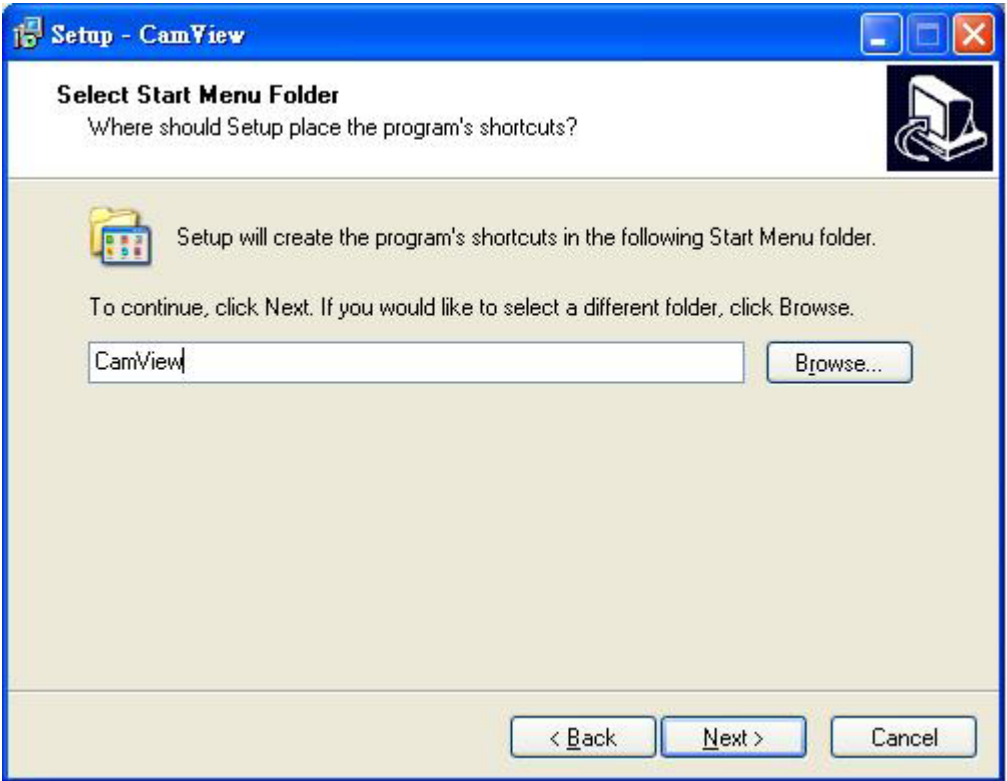 Setup - CamView
Select Start Menu Folder
Where should Setup place the program's shortcuts?
Setup will create the program's shortcuts in the following Start Menu folder.
To continue, click Next. If you would like to select a different folder, click Browse.
CamView
Browse...
< Back
Next >
Cancel